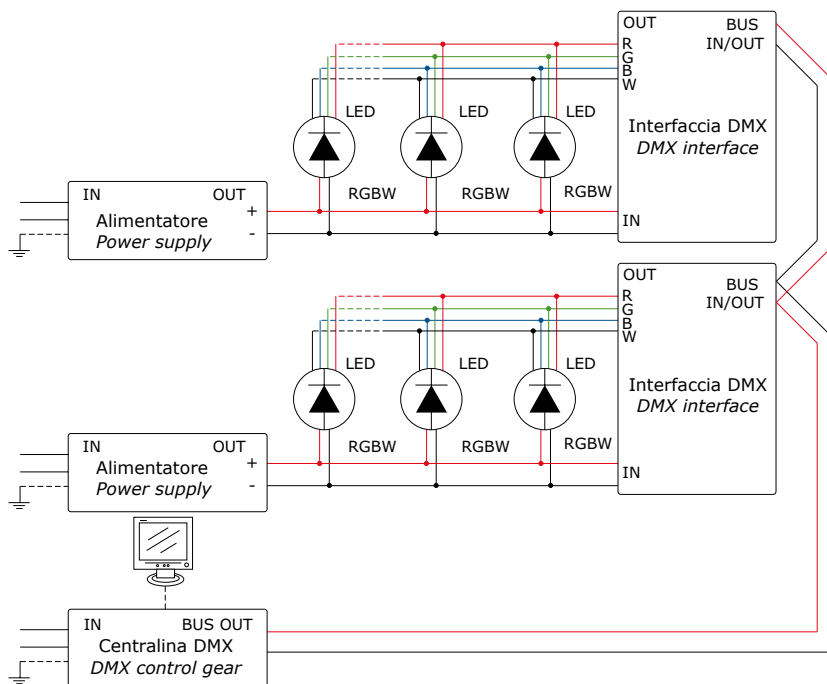 OUT
BUS
R
IN/OUT
G
B
W
LED
LED
LED
Interfaccia DMX
DMX interface
IN
OUT
RGBW
RGBW
RGBW
Alimentatore
+
IN
Power supply
-
OUT
BUS
R
IN/OUT
G
B
W
LED
LED
LED
Interfaccia DMX
DMX interface
IN
OUT
RGBW
RGBW
RGBW
Alimentatore
+
IN
Power supply
-
IN
BUS OUT
Centralina DMX
DMX control gear